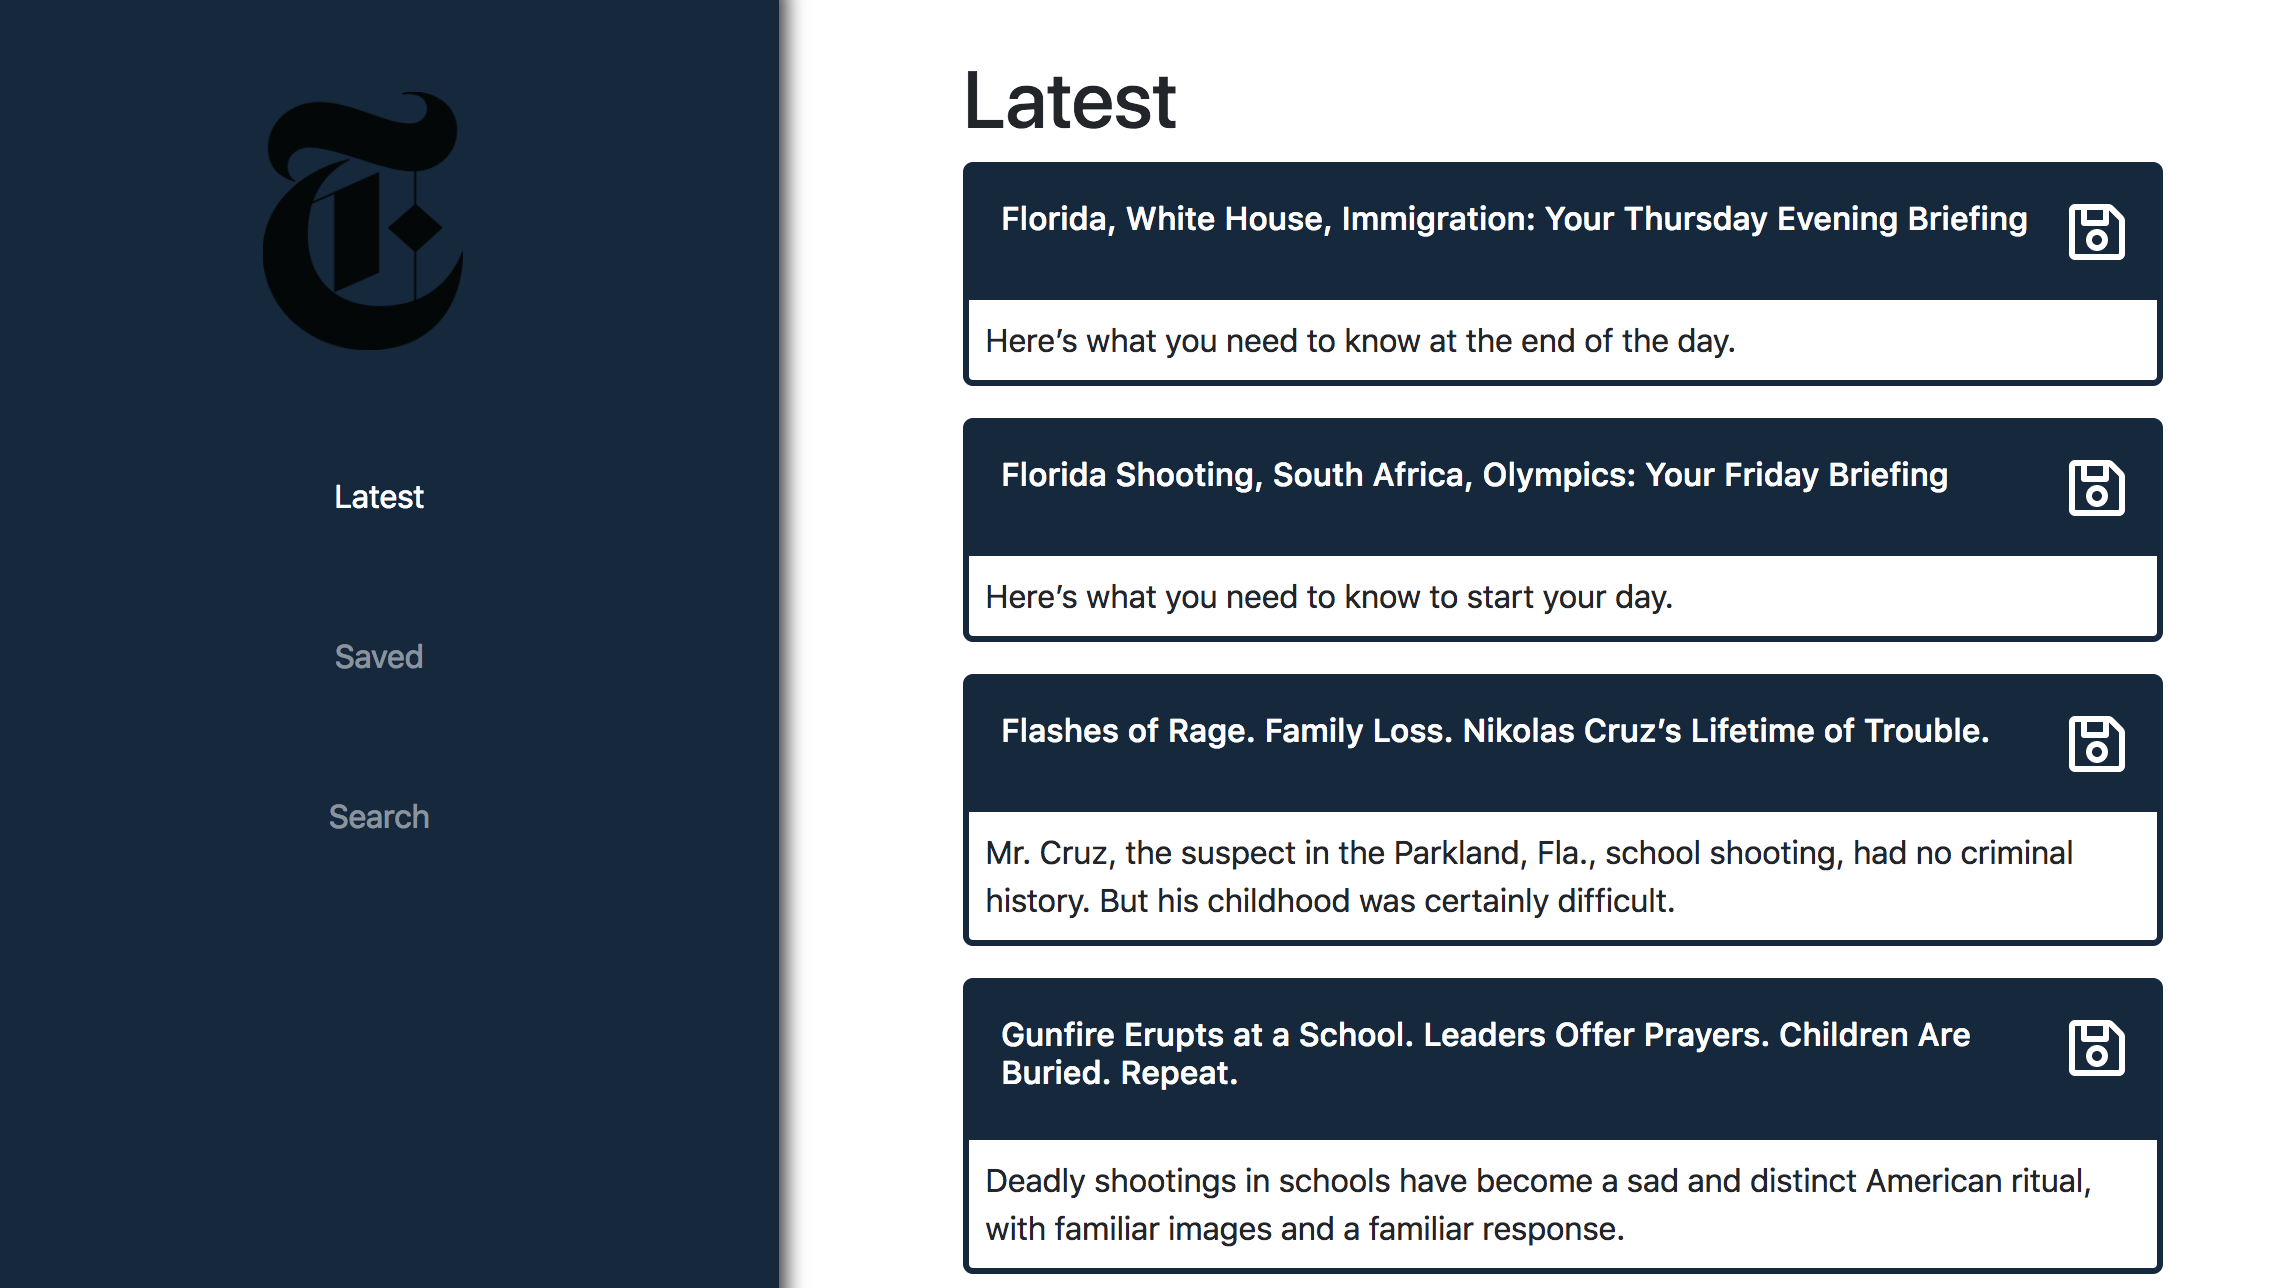 Latest
Saved
Search
Latest
Florida, White House, Immigration: Your Thursday Evening Briefing
Here’s what you need to know at the end of the day.
Florida Shooting, South Africa, Olympics: Your Friday Briefing
Here’s what you need to know to start your day.
Flashes of Rage. Family Loss. Nikolas Cruz’s Lifetime of Trouble.
Mr. Cruz, the suspect in the Parkland, Fla., school shooting, had no criminal
history. But his childhood was certainly difficult.
Gunfire Erupts at a School. Leaders Offer Prayers. Children Are
Buried. Repeat.
Deadly shootings in schools have become a sad and distinct American ritual,
with familiar images and a familiar response.